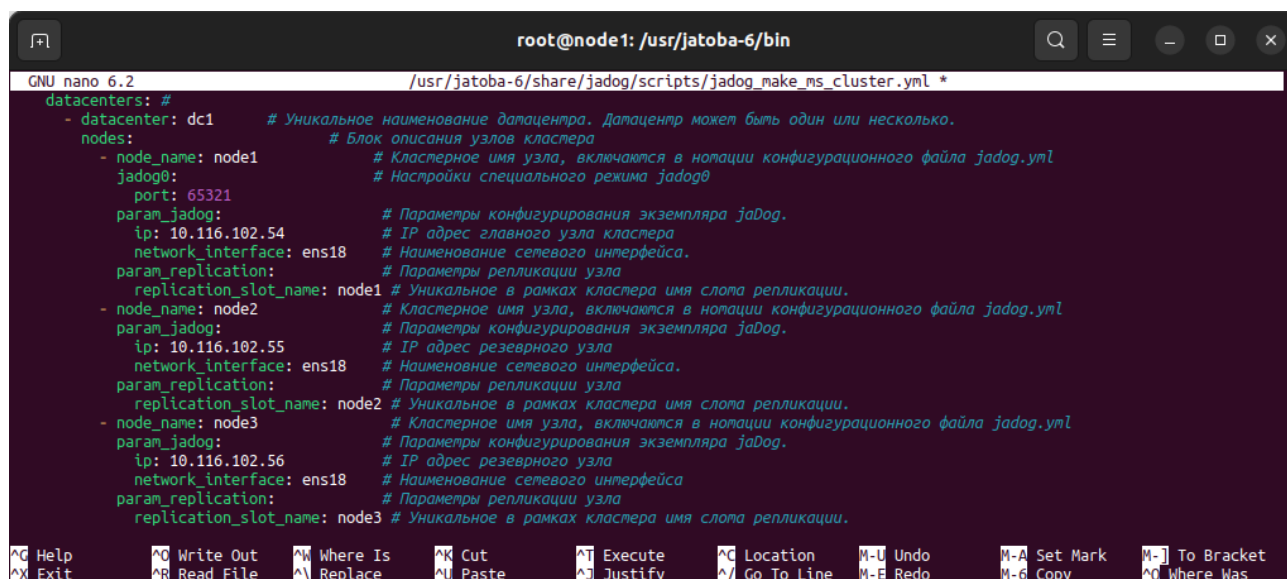 root@node1: /usr/jatoba-6/bin
GNU nano 6.2 /usr/jatoba-6/share/jadog/scripts/jadog_make_ms_cluster.yml *
datacenters: #
- datacenter: dc1 # Уникальное наименование датацентра. Датацентр может быть один или несколько.
nodes: # Блок описания узлов кластера
- node_name: node1 # Кластерное имя узла, включаются в нотации конфигурационного файла jadog.yml
jadog0: # Настройки специального режима jadog0
port: 65321
param_jadog: # Параметры конфигурирования экземпляра jaDog.
ip: 10.116.102.54 # IP адрес главного узла кластера
network_interface: ens18 # Наименование сетевого интерфейса.
param_replication: # Параметры репликации узла
replication_slot_name: node1 # Уникальное в рамках кластера имя слота репликации.
- node_name: node2 # Кластерное имя узла, включаются в нотации конфигурационного файла jadog.yml
param_jadog: # Параметры конфигурирования экземпляра jaDog.
ip: 10.116.102.55 # IP адрес резеврного узла
network_interface: ens18 # Наименовние сетевого интерфейса.
param_replication: # Параметры репликации узла
replication_slot_name: node2 # Уникальное в рамках кластера имя слота репликации.
- node_name: node3 # Кластерное имя узла, включаются в нотации конфигурационного файла jadog.yml
param_jadog: # Параметры конфигурирования экземпляра jaDog.
ip: 10.116.102.56 # IP адрес резеврного узла
network_interface: ens18 # Наименование сетевого интерфейса
param_replication: # Параметры репликации узла
replication_slot_name: node3 # Уникальное в рамках кластера имя слота репликации.
^G Help ^O Write Out ^W Where Is ^K Cut ^T Execute ^C Location M-U Undo M-A Set Mark M-] To Bracket
^X Exit ^R Read File ^\ Replace ^U Paste ^J Justify ^/ Go To Line M-E Redo M-6 Copy ^Q Where Was